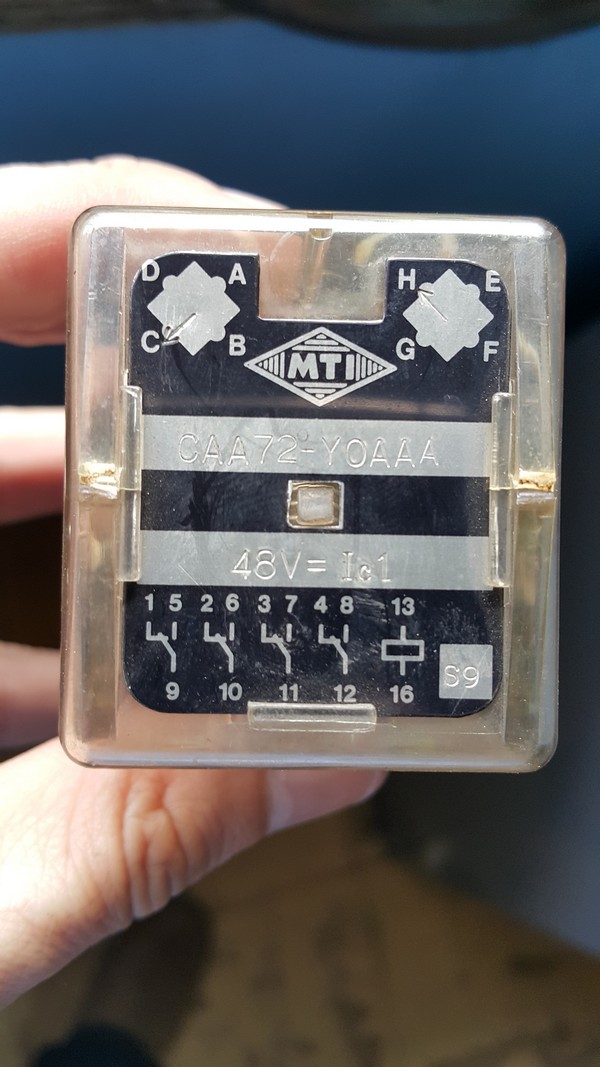 D A H E
C B G F
MTI
CAA72-YOAAA
48V= Ic1
1 5 2 6 3 7 4 8 13
9 10 11 12 16
S9